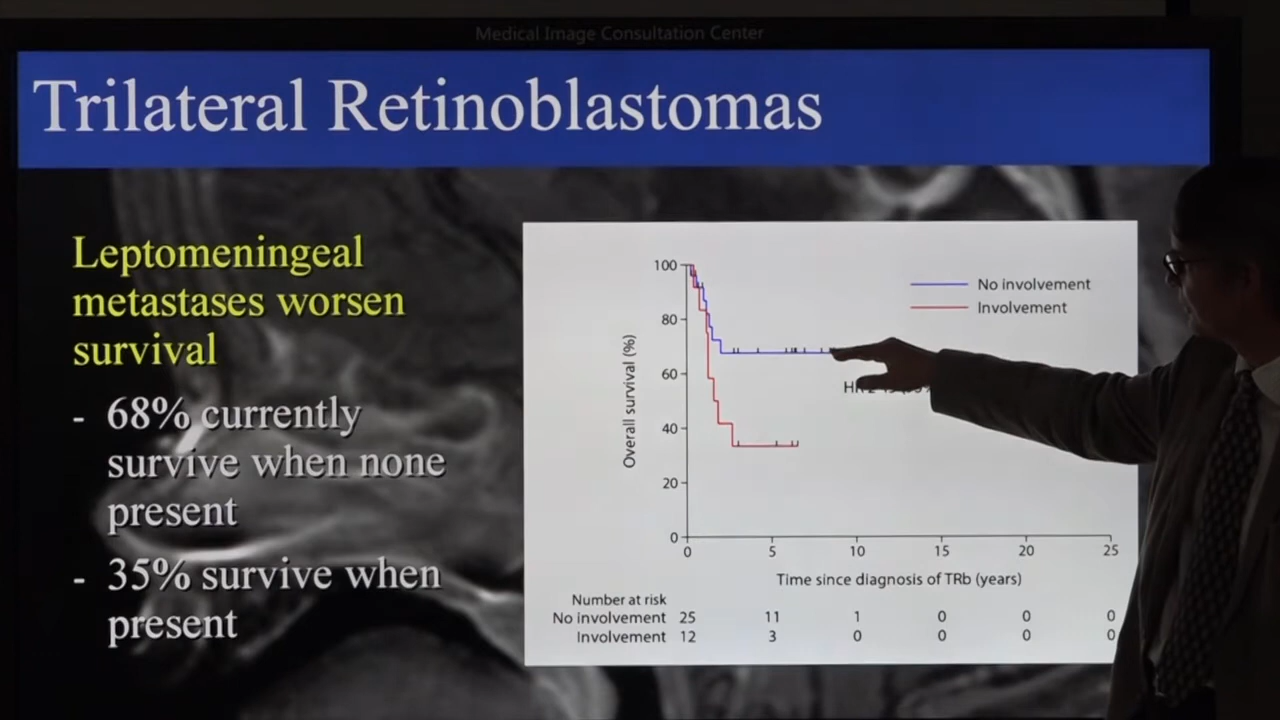 Medical Image Consultation Center
Trilateral Retinoblastomas
Leptomeningeal
metastases worsen
survival
- 68% currently
survive when none
present
- 35% survive when
present
100
80
60
40
20
0
Overall survival (%)
No involvement
Involvement
0 5 10 15 20 25
Time since diagnosis of TRb (years)
Number at risk
No involvement 25 11 1 0 0 0
Involvement 12 3 0 0 0 0